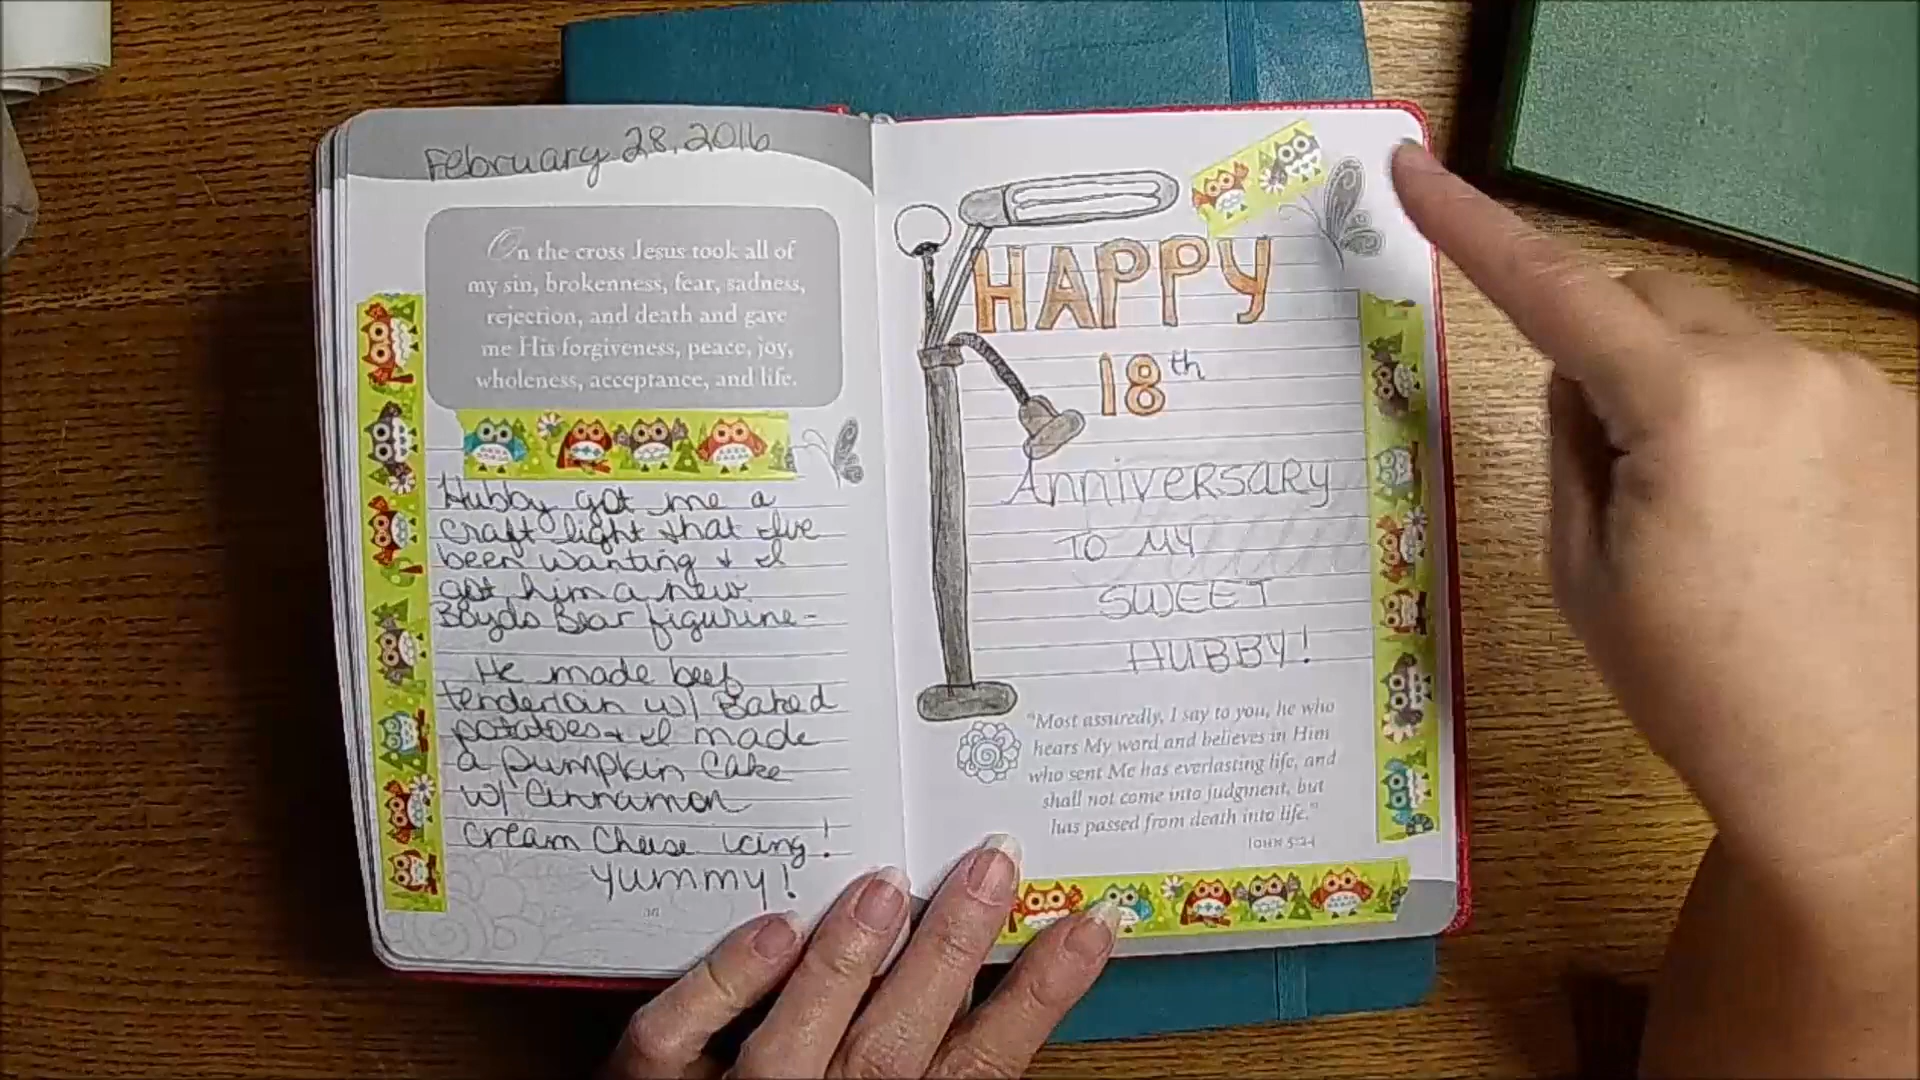 February 28, 2016
On the cross Jesus took all of
my sin, brokenness, fear, sadness,
rejection, and death and gave
me His forgiveness, peace, joy,
wholeness, acceptance, and life.
Hubby got me a
craft light that I've
been wanting & I
got him a new
Boyds Bear figurine-
He made beef
tenderloin w/ Baked
potatoes & I made
a pumpkin cake
w/ Cinnamon
Cream Cheese icing!
Yummy!
36
HAPPY
18th
Anniversary
TO MY
SWEET
HUBBY!
"Most assuredly, I say to you, he who
hears My word and believes in Him
who sent Me has everlasting life, and
shall not come into judgment, but
has passed from death into life."
JOHN 5:24